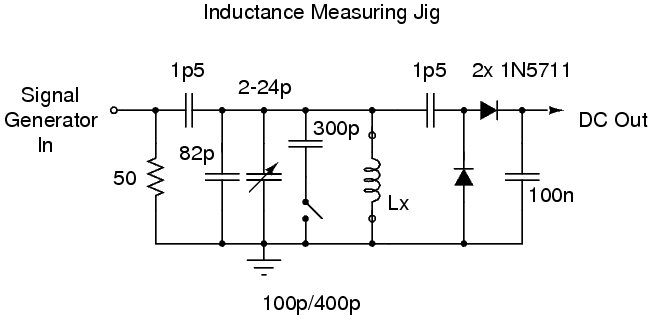 Inductance Measuring Jig
1p5
2-24p
1p5
2x 1N5711
Signal
Generator
In
DC Out
300p
82p
50
Lx
100n
100p/400p